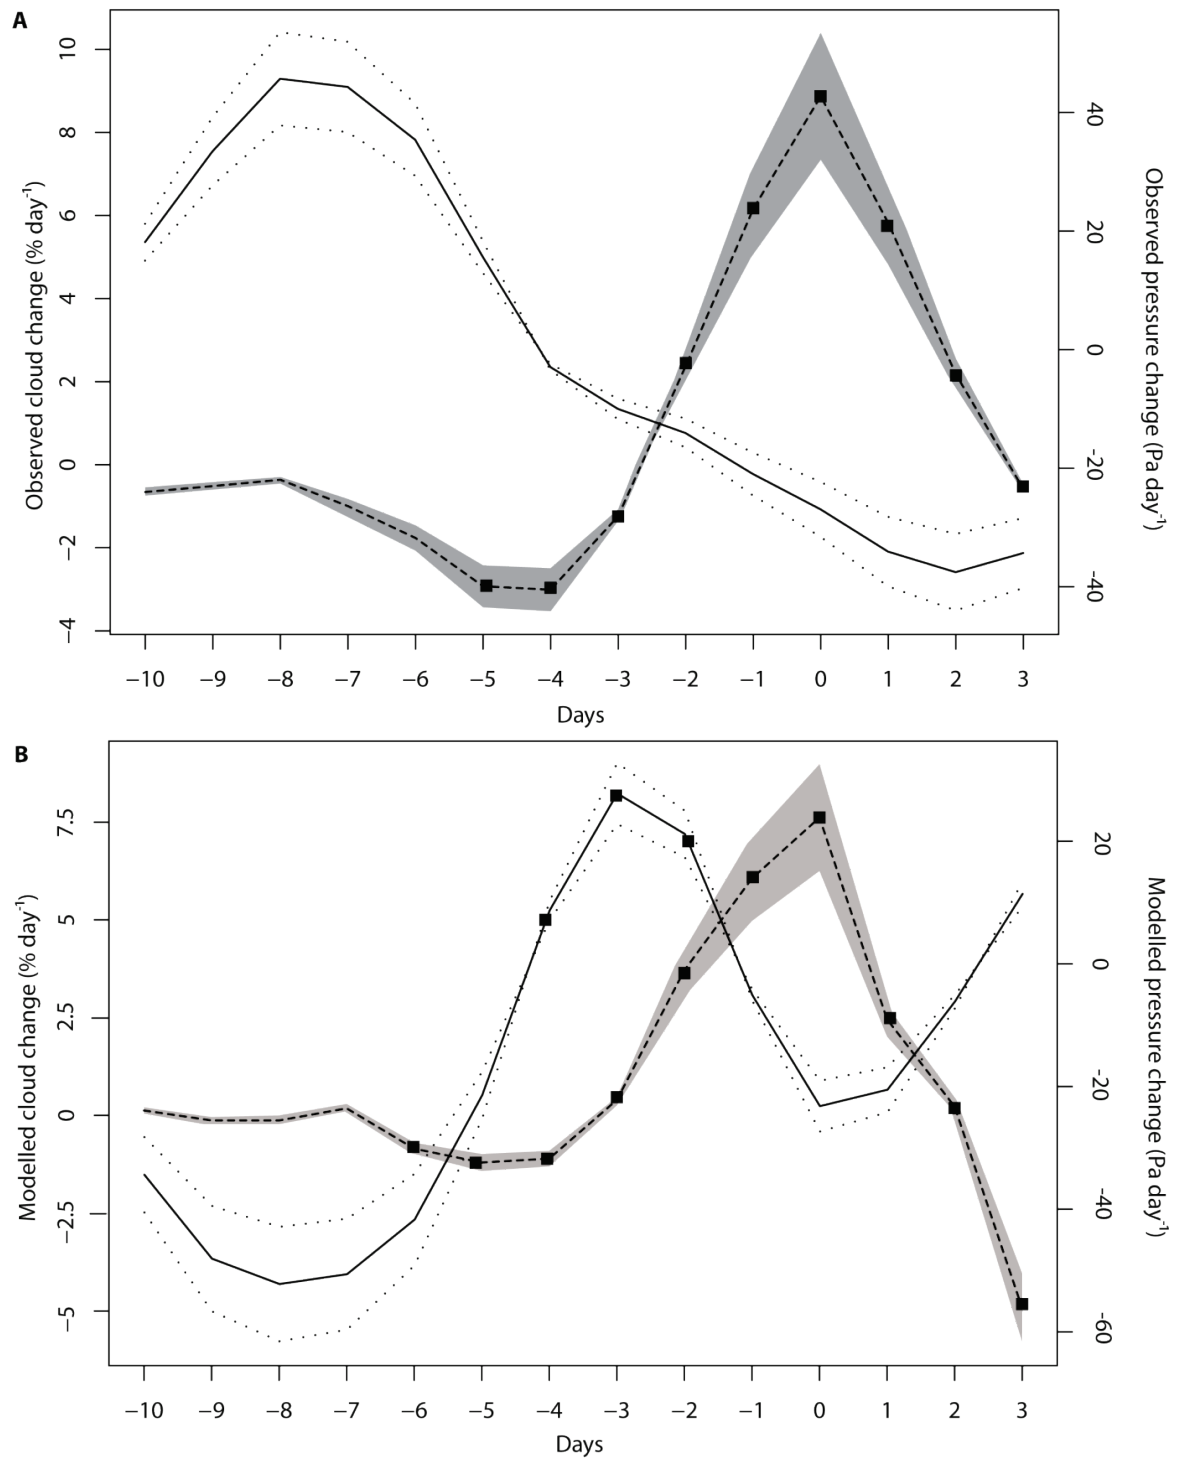 A
Observed cloud change (% day⁻¹)
10
8
6
4
2
0
−2
−4
40
20
0
-20
-40
Observed pressure change (Pa day⁻¹)
−10 −9 −8 −7 −6 −5 −4 −3 −2 −1 0 1 2 3
Days
B
Modelled cloud change (% day⁻¹)
7.5
5
2.5
0
−2.5
−5
20
0
-20
-40
-60
Modelled pressure change (Pa day⁻¹)
−10 −9 −8 −7 −6 −5 −4 −3 −2 −1 0 1 2 3
Days